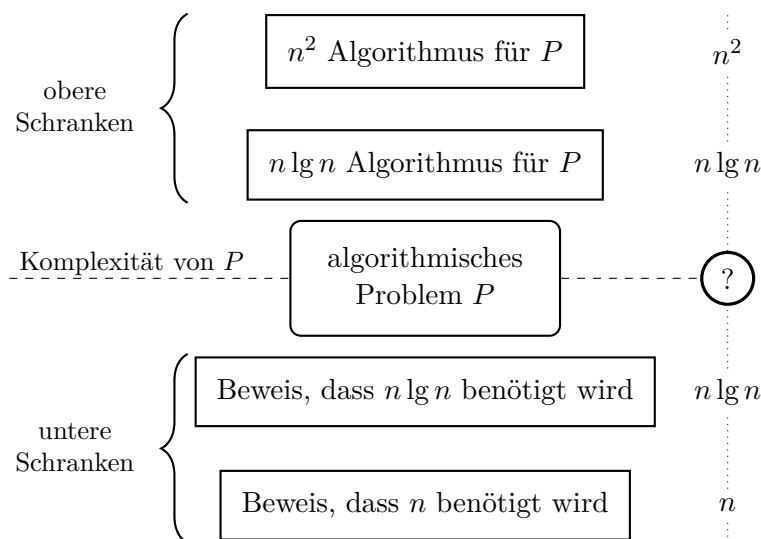 n² Algorithmus für P
n²
obere
Schranken
n lg n Algorithmus für P
n lg n
Komplexität von P
algorithmisches
Problem P
?
Beweis, dass n lg n benötigt wird
n lg n
untere
Schranken
Beweis, dass n benötigt wird
n